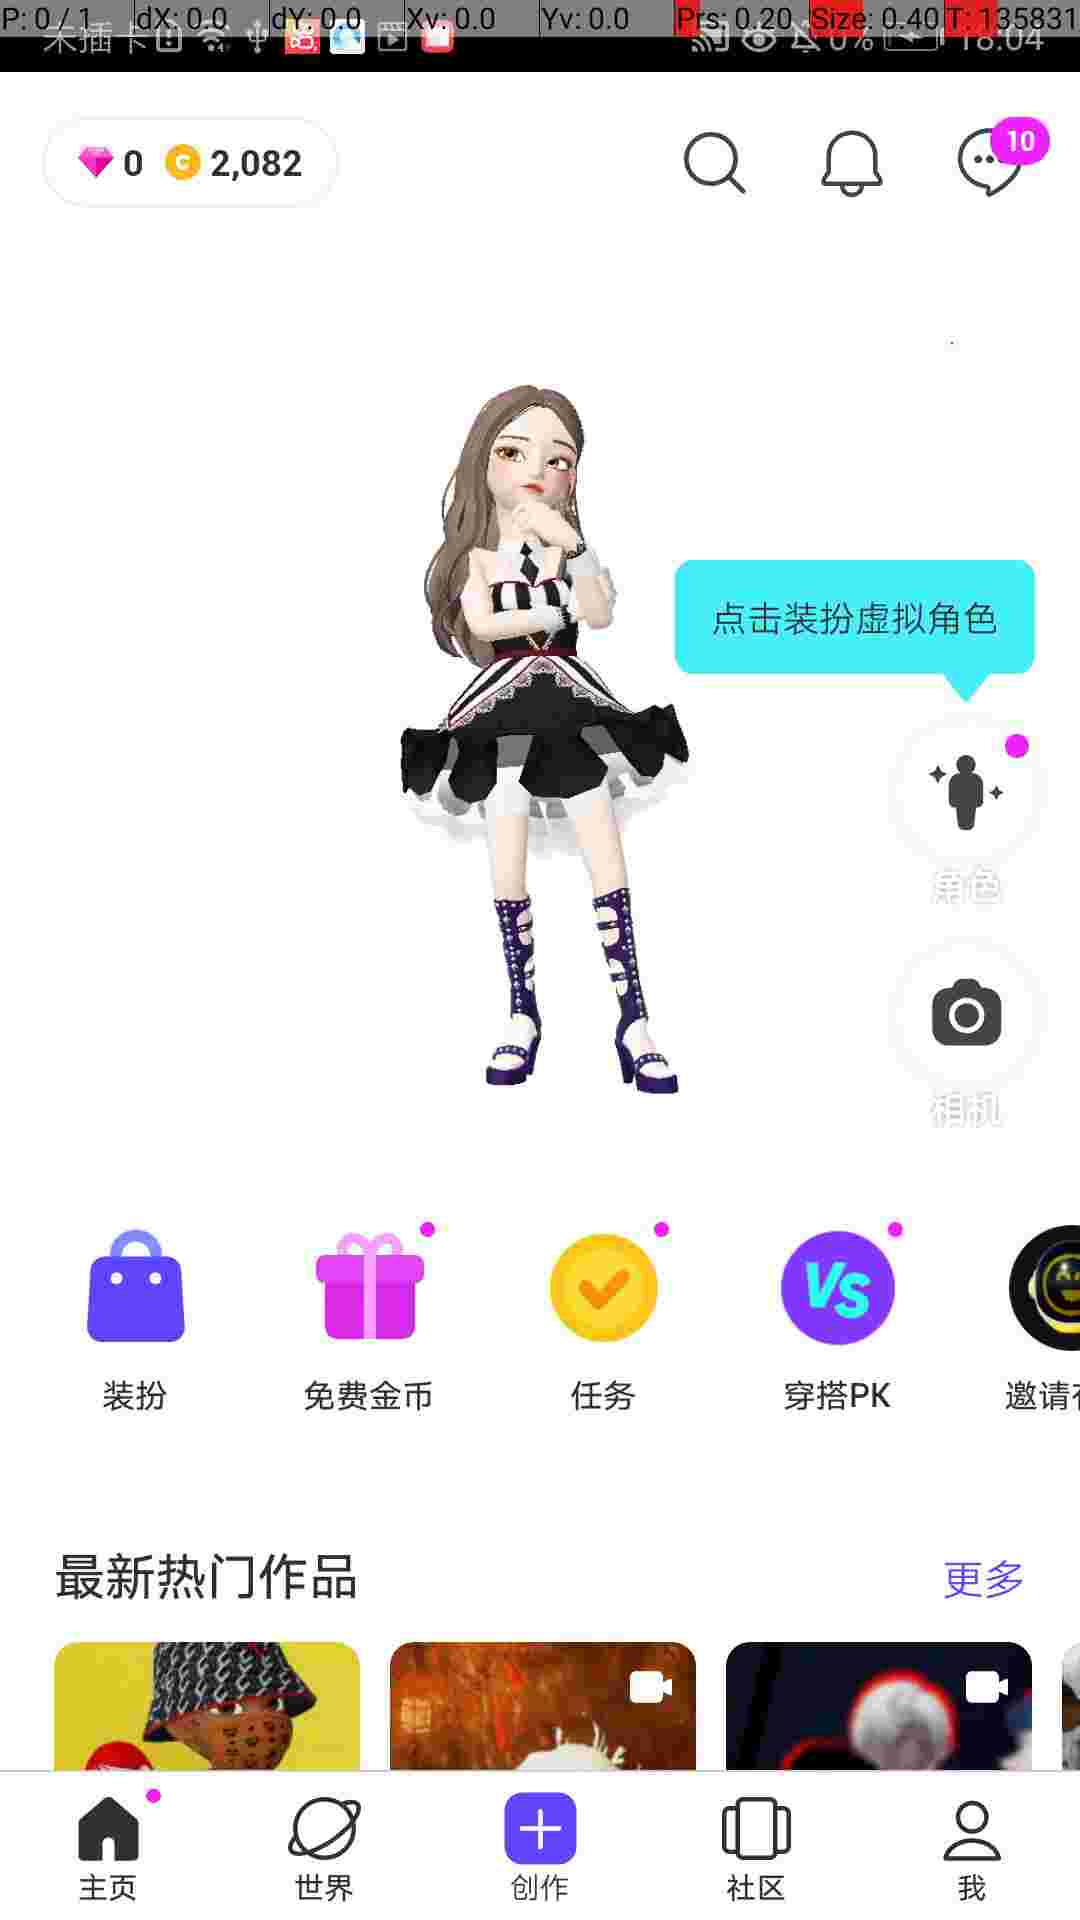 P: 0 / 1 dX: 0.0 dY: 0.0 Xv: 0.0 Yv: 0.0 Prs: 0.20 Size: 0.40 T: 135831
未插卡 0% 18:04
0 2,082
10
点击装扮虚拟角色
角色
相机
VS
装扮 免费金币 任务 穿搭PK 邀请
最新热门作品 更多
主页 世界 创作 社区 我